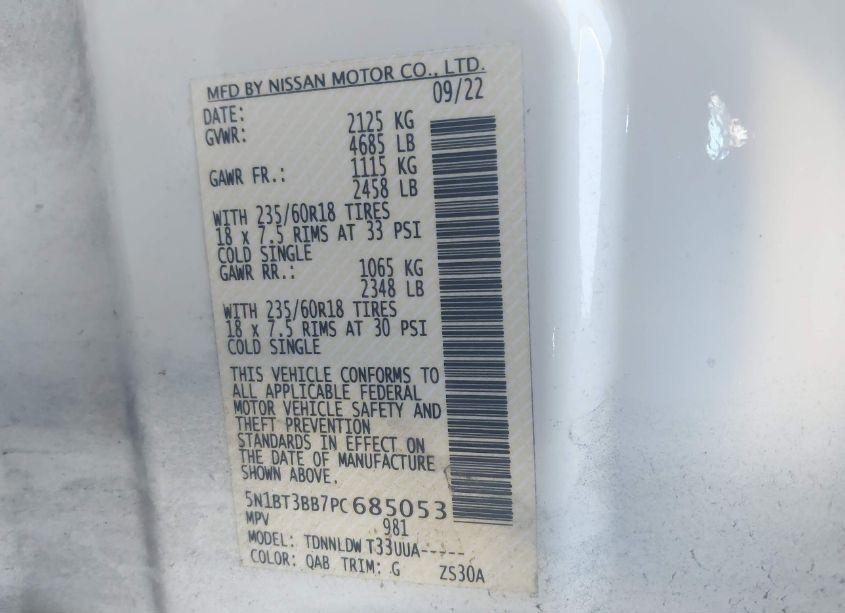 MFD BY NISSAN MOTOR CO., LTD.
DATE: 09/22
GVWR: 2125 KG
4685 LB
GAWR FR.: 1115 KG
2458 LB
WITH 235/60R18 TIRES
18 x 7.5 RIMS AT 33 PSI
COLD SINGLE
GAWR RR.: 1065 KG
2348 LB
WITH 235/60R18 TIRES
18 x 7.5 RIMS AT 30 PSI
COLD SINGLE
THIS VEHICLE CONFORMS TO
ALL APPLICABLE FEDERAL
MOTOR VEHICLE SAFETY AND
THEFT PREVENTION
STANDARDS IN EFFECT ON
THE DATE OF MANUFACTURE
SHOWN ABOVE.
5N1BT3BB7PC685053
MPV 981
MODEL: TDNNLDW T33UUA-----
COLOR: QAB TRIM: G ZS30A